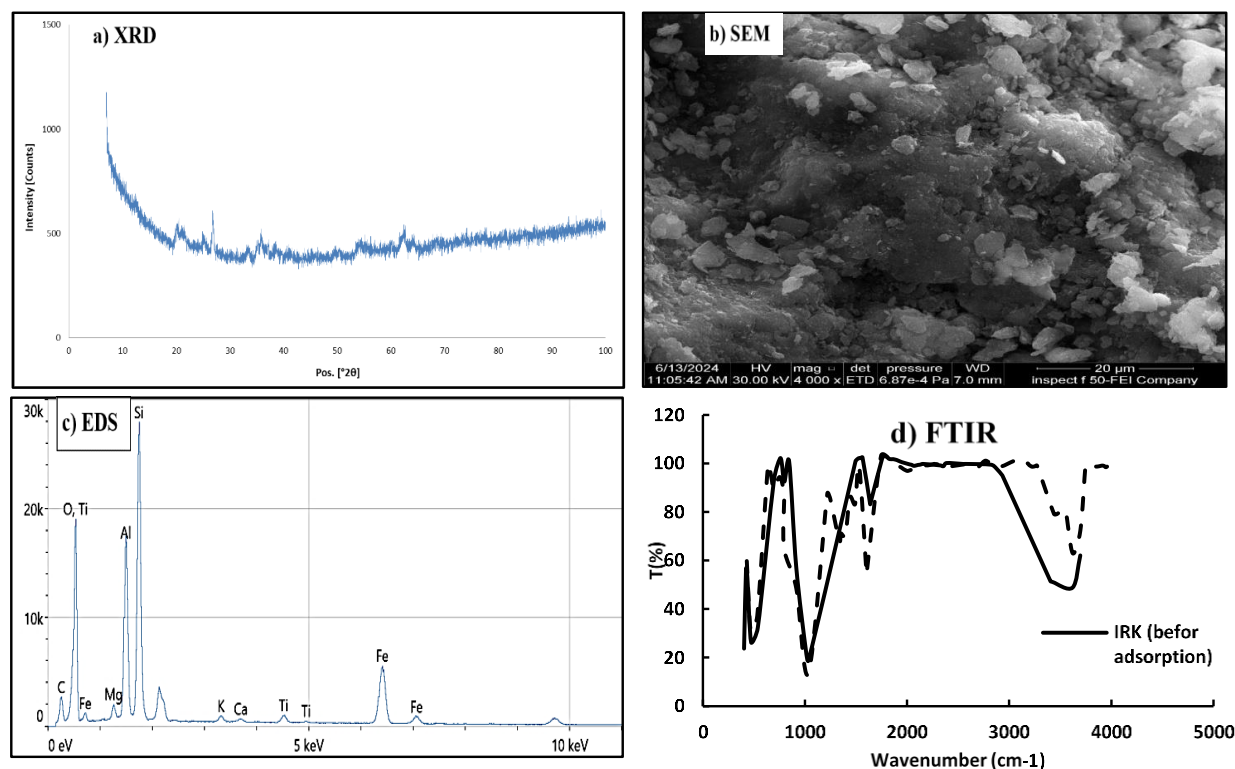 a) XRD
1500
1000
500
0
Intensity [Counts]
0 10 20 30 40 50 60 70 80 90 100
Pos. [°2θ]
b) SEM
6/13/2024 HV mag □ det pressure WD 20 µm
11:05:42 AM 30.00 kV 4 000 x ETD 6.87e-4 Pa 7.0 mm inspect f 50-FEI Company
c) EDS
30k
20k
10k
0
C
O, Ti
Fe
Mg
Al
Si
K
Ca
Ti
Ti
Fe
Fe
0 eV 5 keV 10 keV
d) FTIR
120
100
80
60
40
20
0
T(%)
IRK (befor
adsorption)
0 1000 2000 3000 4000 5000
Wavenumber (cm-1)